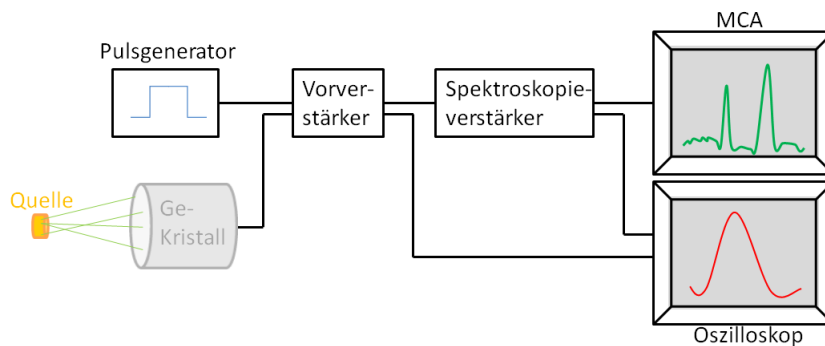 MCA
Pulsgenerator
Vorver-
stärker
Spektroskopie-
verstärker
Quelle
Ge-
Kristall
Oszilloskop